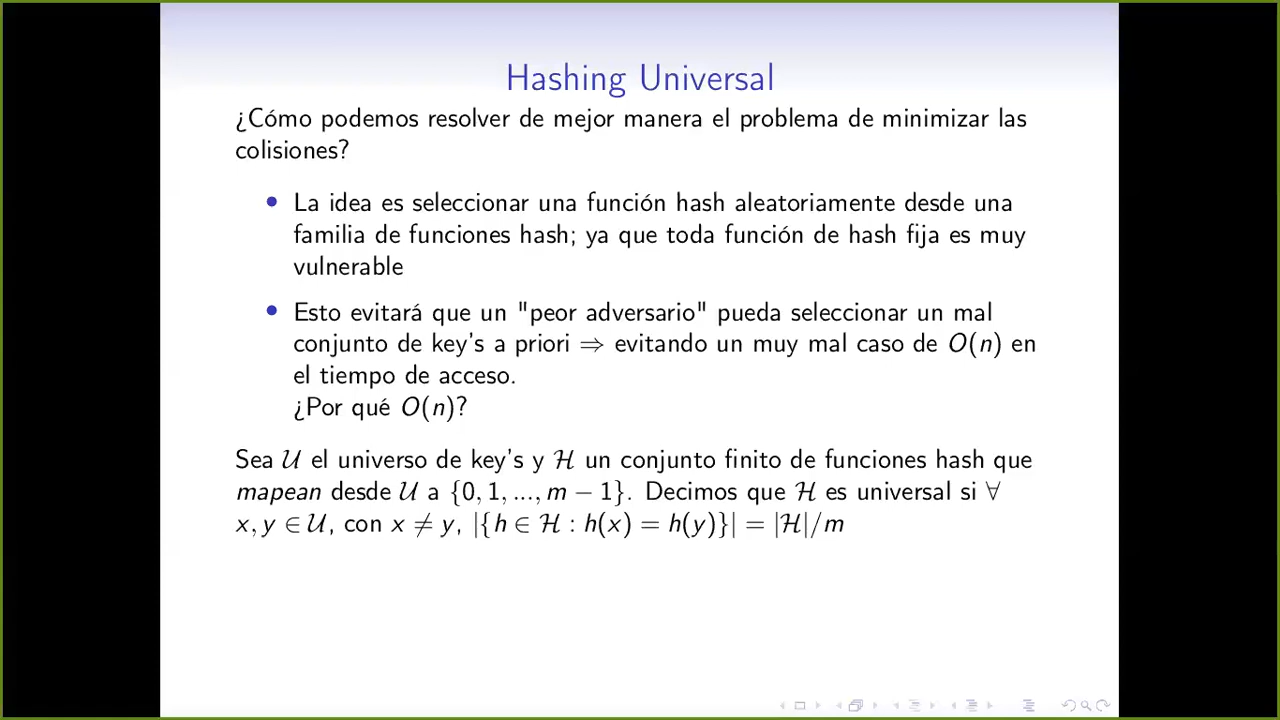 Hashing Universal
¿Cómo podemos resolver de mejor manera el problema de minimizar las
colisiones?
• La idea es seleccionar una función hash aleatoriamente desde una
familia de funciones hash; ya que toda función de hash fija es muy
vulnerable
• Esto evitará que un "peor adversario" pueda seleccionar un mal
conjunto de key's a priori ⇒ evitando un muy mal caso de O(n) en
el tiempo de acceso.
¿Por qué O(n)?
Sea 𝒰 el universo de key's y ℋ un conjunto finito de funciones hash que
mapean desde 𝒰 a {0, 1, ..., m − 1}. Decimos que ℋ es universal si ∀
x, y ∈ 𝒰, con x ≠ y, |{h ∈ ℋ : h(x) = h(y)}| = |ℋ|/m